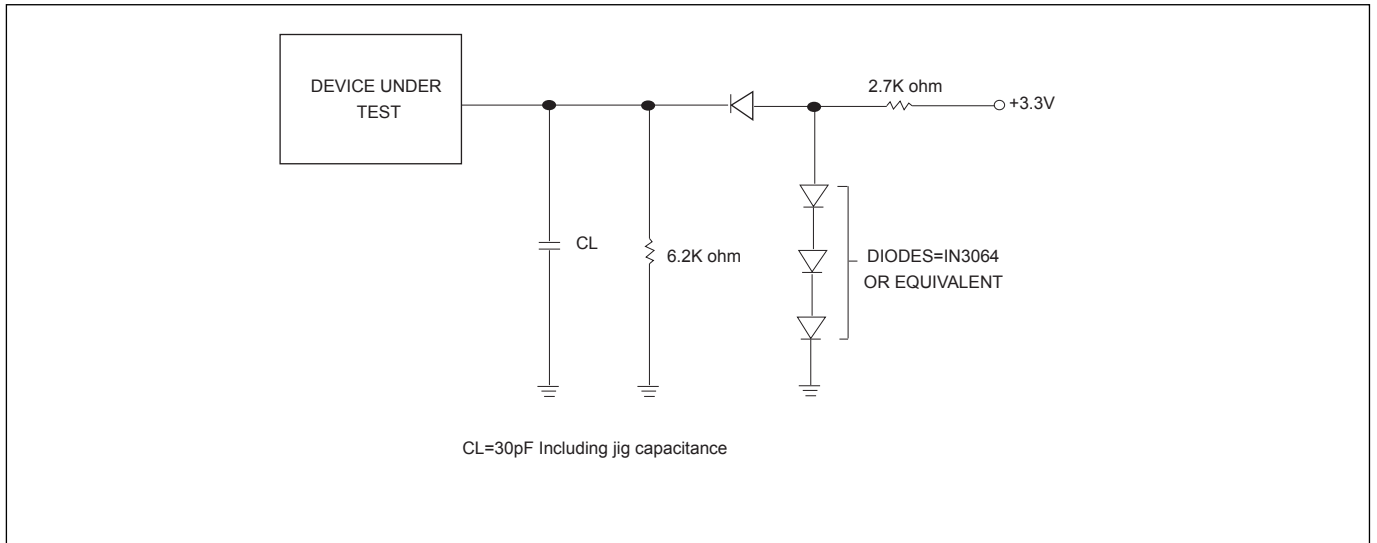 DEVICE UNDER
TEST
2.7K ohm
+3.3V
CL
6.2K ohm
DIODES=IN3064
OR EQUIVALENT
CL=30pF Including jig capacitance